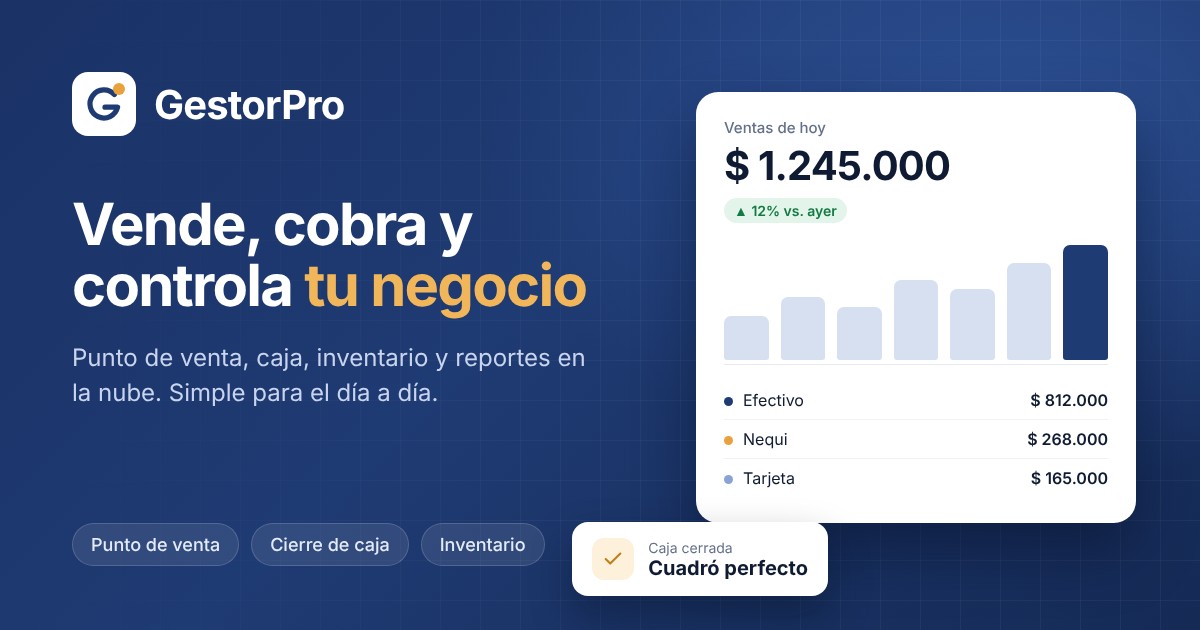 GestorPro
Vende, cobra y
controla tu negocio
Punto de venta, caja, inventario y reportes en
la nube. Simple para el día a día.
Punto de venta
Cierre de caja
Inventario
Ventas de hoy
$ 1.245.000
▲ 12% vs. ayer
Efectivo $ 812.000
Nequi $ 268.000
Tarjeta $ 165.000
Caja cerrada
Cuadró perfecto